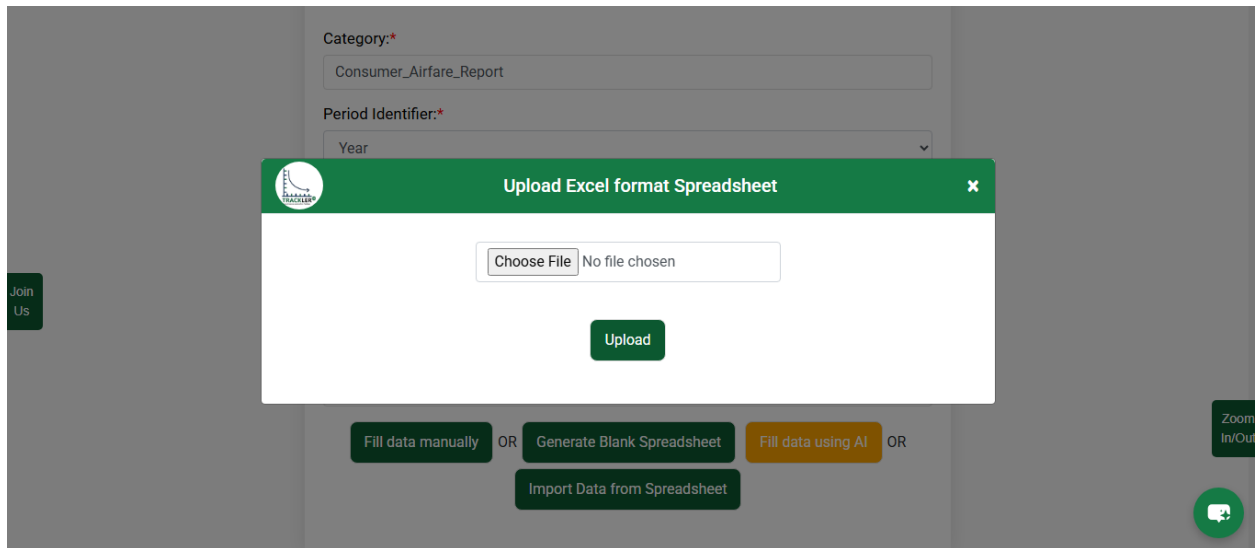 Category:*
Consumer_Airfare_Report
Period Identifier:*
Year
TRACKLER®
Upload Excel format Spreadsheet
×
Choose File No file chosen
Upload
Join
Us
Zoom
In/Out
Fill data manually OR Generate Blank Spreadsheet Fill data using AI OR
Import Data from Spreadsheet